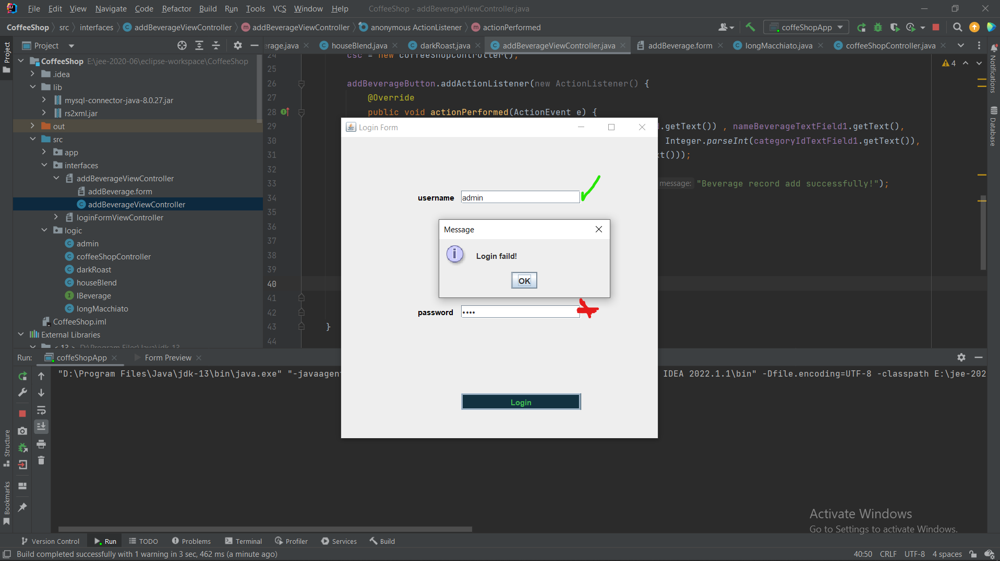 File Edit View Navigate Code Refactor Build Run Tools VCS Window Help CoffeeShop - addBeverageViewController.java
CoffeeShop src interfaces addBeverageViewController addBeverageViewController anonymous ActionListener actionPerformed coffeShopApp
Project
Project erage.java houseBlend.java darkRoast.java addBeverageViewController.java addBeverage.form longMacchiato.java coffeeShopController.java
CoffeeShop E:\jee-2020-06\eclipse-workspace\CoffeeShop
.idea
lib
mysql-connector-java-8.0.27.jar
rs2xml.jar
out
src
app
interfaces
addBeverageViewController
addBeverage.form
addBeverageViewController
loginFormViewController
logic
admin
coffeeShopController
darkRoast
houseBlend
IBeverage
longMacchiato
CoffeeShop.iml
External Libraries
< 13 > D:\Program Files\Java\jdk-13
24 csc = new coffeeShopController();
25
26 addBeverageButton.addActionListener(new ActionListener() {
27 @Override
28 public void actionPerformed(ActionEvent e) {
29 .getText()) , nameBeverageTextField1.getText(),
30 Integer.parseInt(categoryIdTextField1.getText()),
31 t()));
32
33 message: "Beverage record add successfully!");
34
35
36
37
38
39
40
41
42
43 }
44
4
Notifications
Database
Login Form
username admin
Message
Login faild!
OK
password ••••
Login
Run: coffeShopApp Form Preview
"D:\Program Files\Java\jdk-13\bin\java.exe" "-javaagent IDEA 2022.1.1\bin" -Dfile.encoding=UTF-8 -classpath E:\jee-202
Structure
Bookmarks
Activate Windows
Go to Settings to activate Windows.
Version Control Run TODO Problems Terminal Profiler Services Build
Build completed successfully with 1 warning in 3 sec, 462 ms (a minute ago) 40:50 CRLF UTF-8 4 spaces